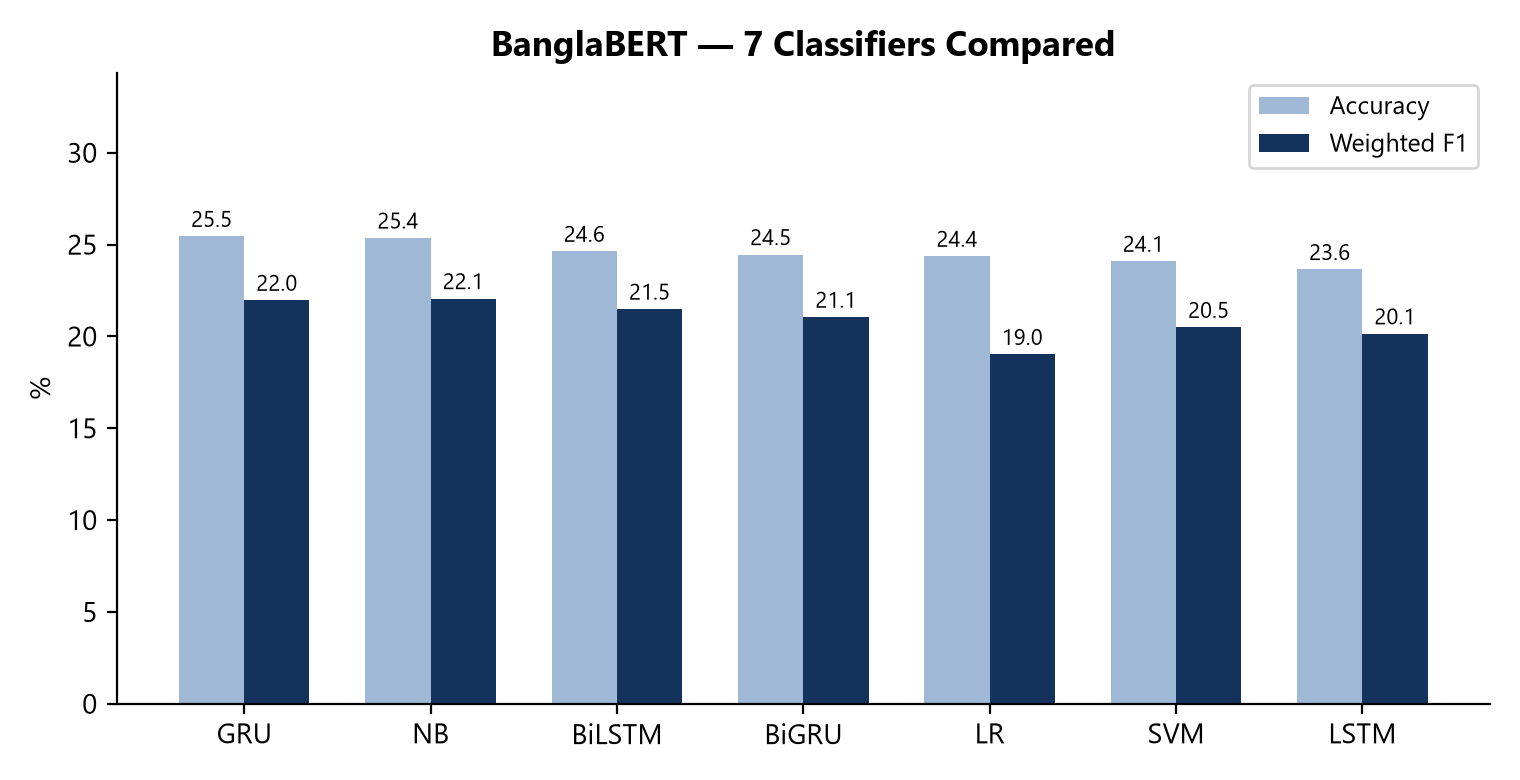 BanglaBERT — 7 Classifiers Compared
Accuracy
Weighted F1
%
30
25
20
15
10
5
0
25.5
22.0
25.4
22.1
24.6
21.5
24.5
21.1
24.4
19.0
24.1
20.5
23.6
20.1
GRU
NB
BiLSTM
BiGRU
LR
SVM
LSTM